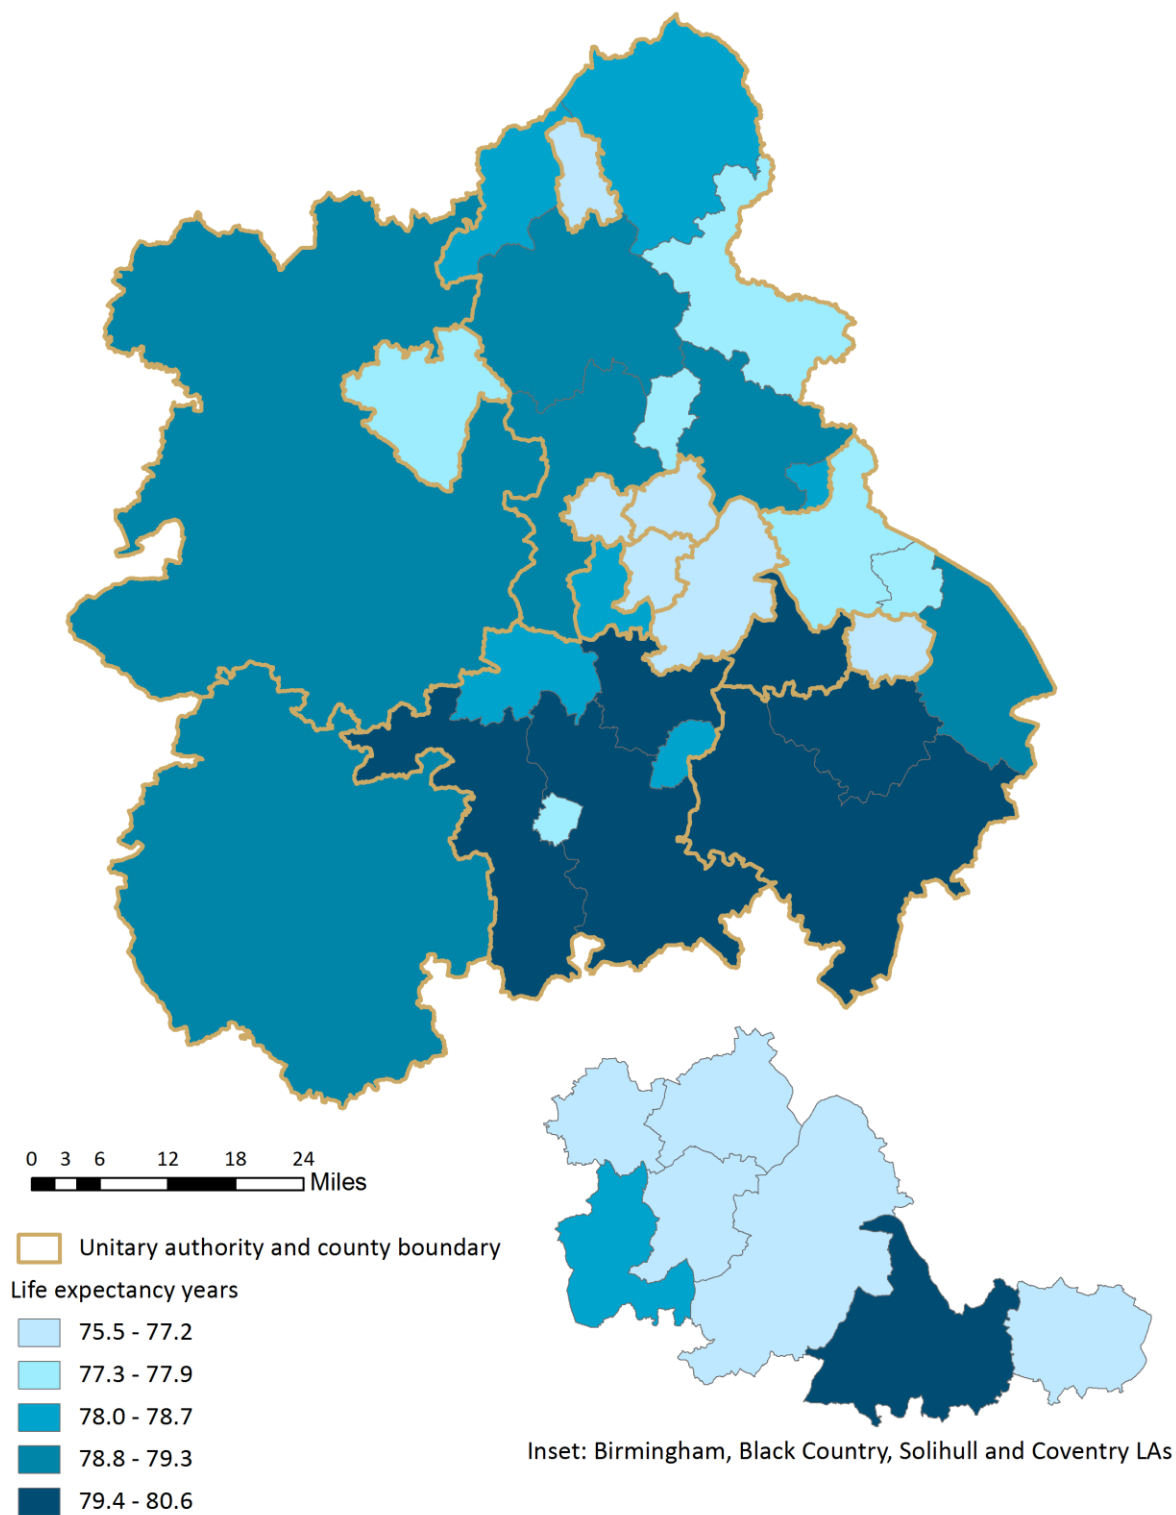 0 3 6 12 18 24
Miles
Unitary authority and county boundary
Life expectancy years
75.5 - 77.2
77.3 - 77.9
78.0 - 78.7
78.8 - 79.3
79.4 - 80.6
Inset: Birmingham, Black Country, Solihull and Coventry LAs